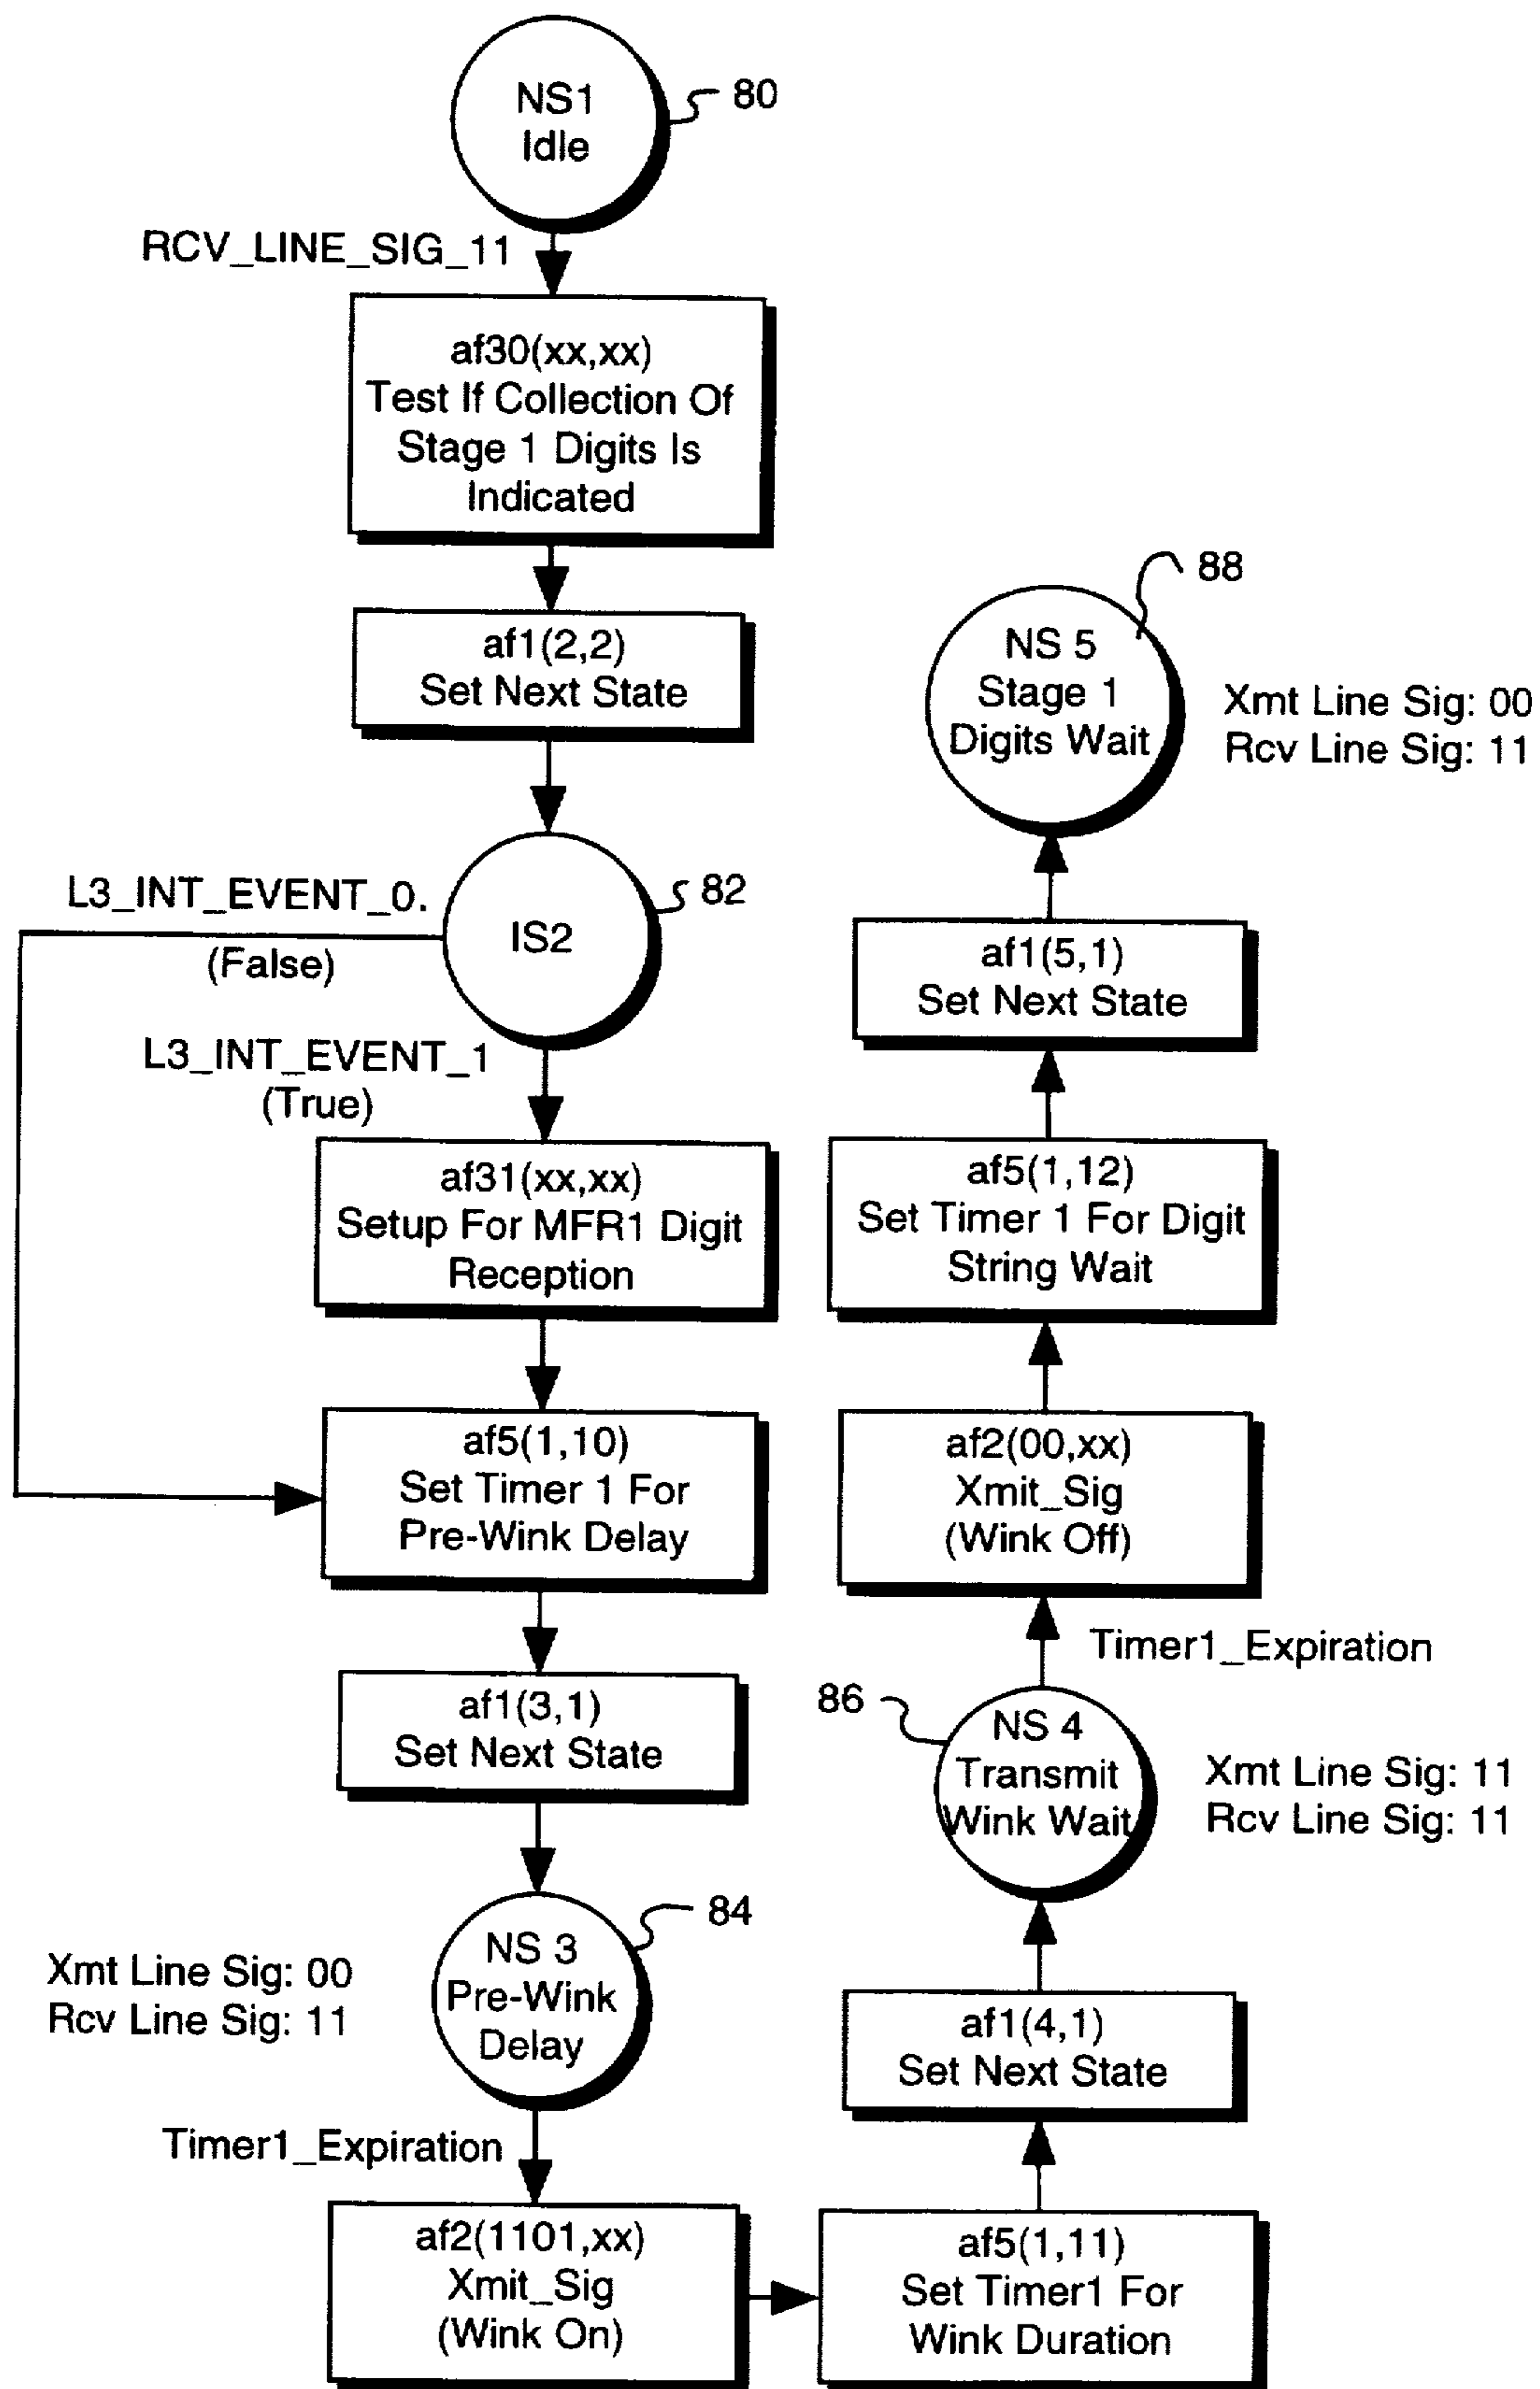 NS1
Idle
80
RCV_LINE_SIG_11
af30(xx,xx)
Test If Collection Of
Stage 1 Digits Is
Indicated
af1(2,2)
Set Next State
L3_INT_EVENT_0.
(False)
IS2
82
L3_INT_EVENT_1
(True)
af31(xx,xx)
Setup For MFR1 Digit
Reception
af5(1,10)
Set Timer 1 For
Pre-Wink Delay
af1(3,1)
Set Next State
NS 3
Pre-Wink
Delay
84
Xmt Line Sig: 00
Rcv Line Sig: 11
Timer1_Expiration
af2(1101,xx)
Xmit_Sig
(Wink On)
af5(1,11)
Set Timer1 For
Wink Duration
af1(4,1)
Set Next State
86
NS 4
Transmit
Wink Wait
Xmt Line Sig: 11
Rcv Line Sig: 11
Timer1_Expiration
af2(00,xx)
Xmit_Sig
(Wink Off)
af5(1,12)
Set Timer 1 For Digit
String Wait
af1(5,1)
Set Next State
NS 5
Stage 1
Digits Wait
88
Xmt Line Sig: 00
Rcv Line Sig: 11